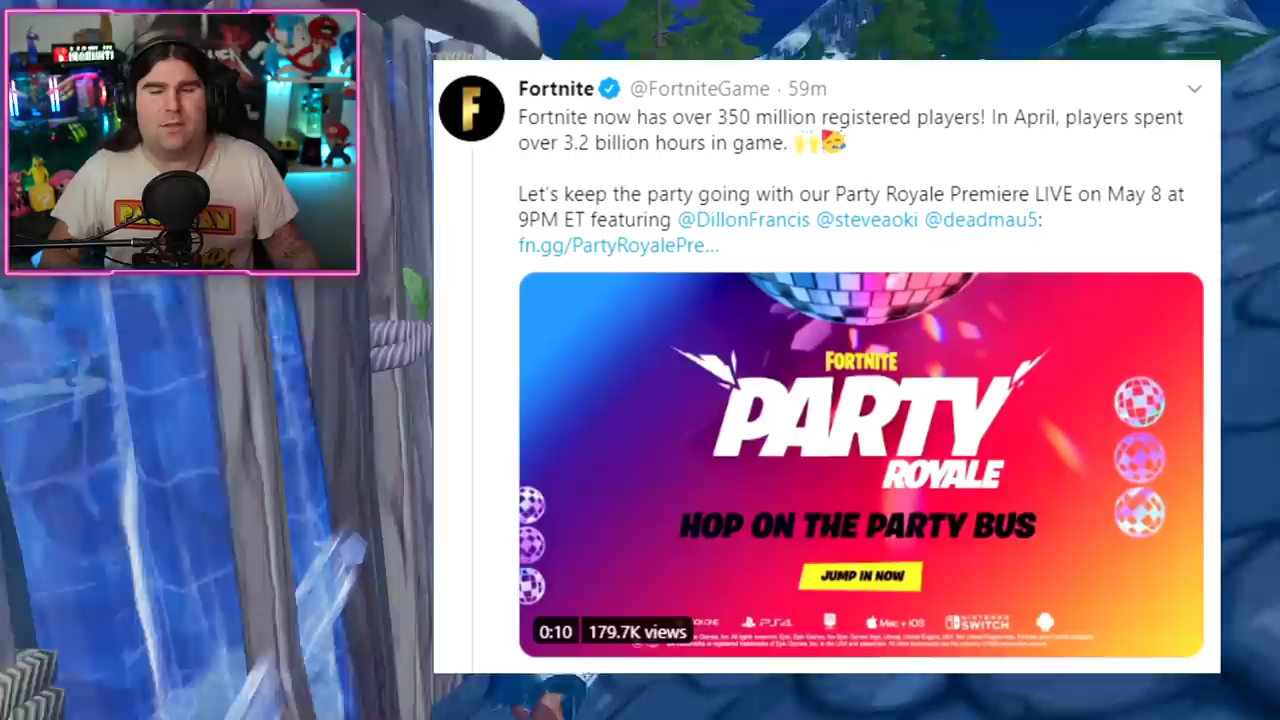 Fortnite @FortniteGame · 59m
Fortnite now has over 350 million registered players! In April, players spent
over 3.2 billion hours in game. 🙌🥳
Let's keep the party going with our Party Royale Premiere LIVE on May 8 at
9PM ET featuring @DillonFrancis @steveaoki @deadmau5:
fn.gg/PartyRoyalePre...
FORTNITE
PARTY
ROYALE
HOP ON THE PARTY BUS
JUMP IN NOW
PS4
Mac + iOS
NINTENDO
SWITCH
0:10 179.7K views